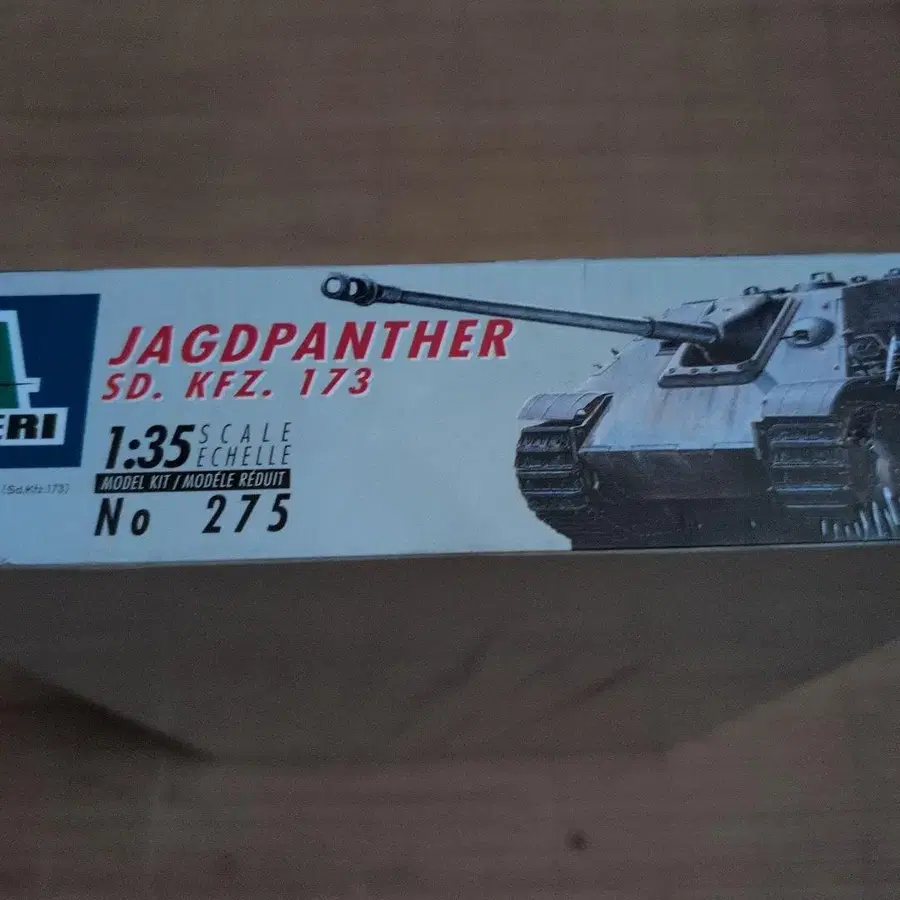 ERI
(Sd.Kfz.173)
JAGDPANTHER
SD. KFZ. 173
1:35 SCALE
ECHELLE
MODEL KIT / MODÈLE RÉDUIT
No 275